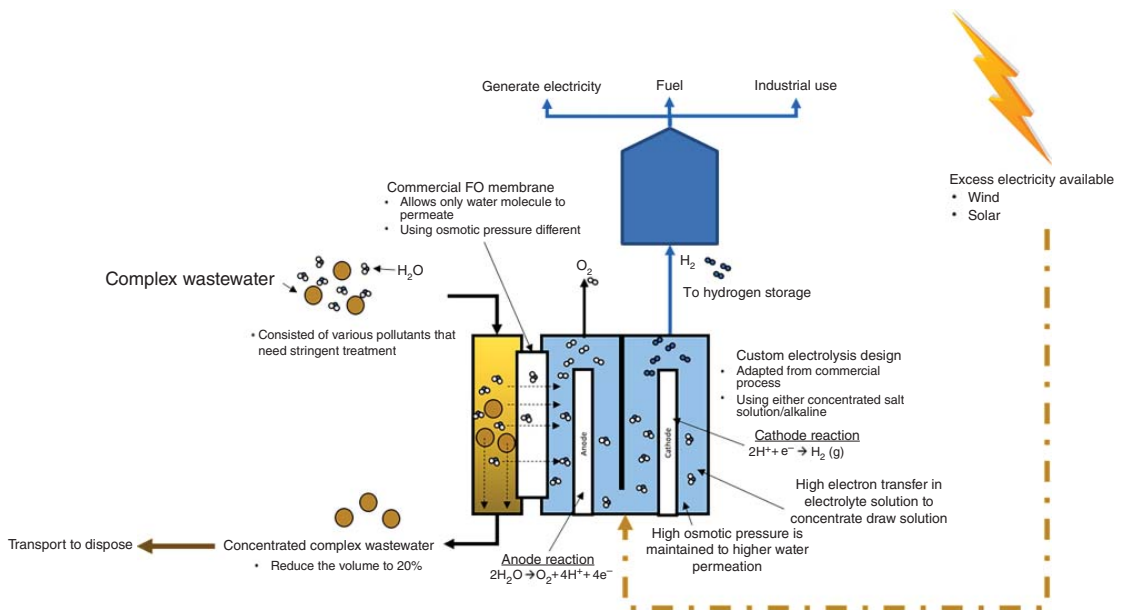 Generate electricity
Fuel
Industrial use
Excess electricity available
• Wind
• Solar
Commercial FO membrane
• Allows only water molecule to
permeate
• Using osmotic pressure different
Complex wastewater
H₂O
• Consisted of various pollutants that
need stringent treatment
O₂
H₂
To hydrogen storage
Custom electrolysis design
• Adapted from commercial
process
• Using either concentrated salt
solution/alkaline
Anode
Cathode
Cathode reaction
2H⁺+e⁻→H₂ (g)
High electron transfer in
electrolyte solution to
concentrate draw solution
High osmotic pressure is
maintained to higher water
permeation
Transport to dispose
Concentrated complex wastewater
• Reduce the volume to 20%
Anode reaction
2H₂O→O₂+4H⁺+4e⁻